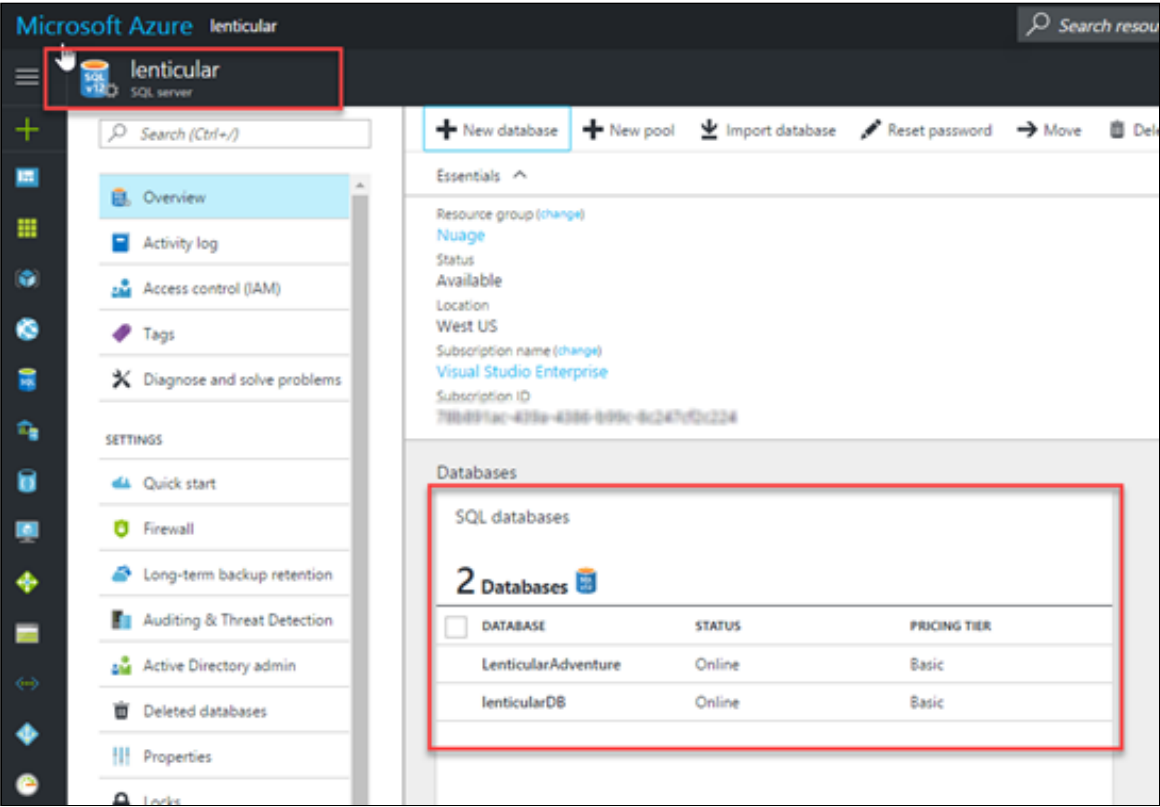 Microsoft Azure lenticular
Search resou
lenticular
SQL server
Search (Ctrl+/)
Overview
Activity log
Access control (IAM)
Tags
Diagnose and solve problems
SETTINGS
Quick start
Firewall
Long-term backup retention
Auditing & Threat Detection
Active Directory admin
Deleted databases
Properties
Locks
New database New pool Import database Reset password Move Dele
Essentials
Resource group (change)
Nuage
Status
Available
Location
West US
Subscription name (change)
Visual Studio Enterprise
Subscription ID
Databases
SQL databases
2 Databases
DATABASE STATUS PRICING TIER
LenticularAdventure Online Basic
lenticularDB Online Basic